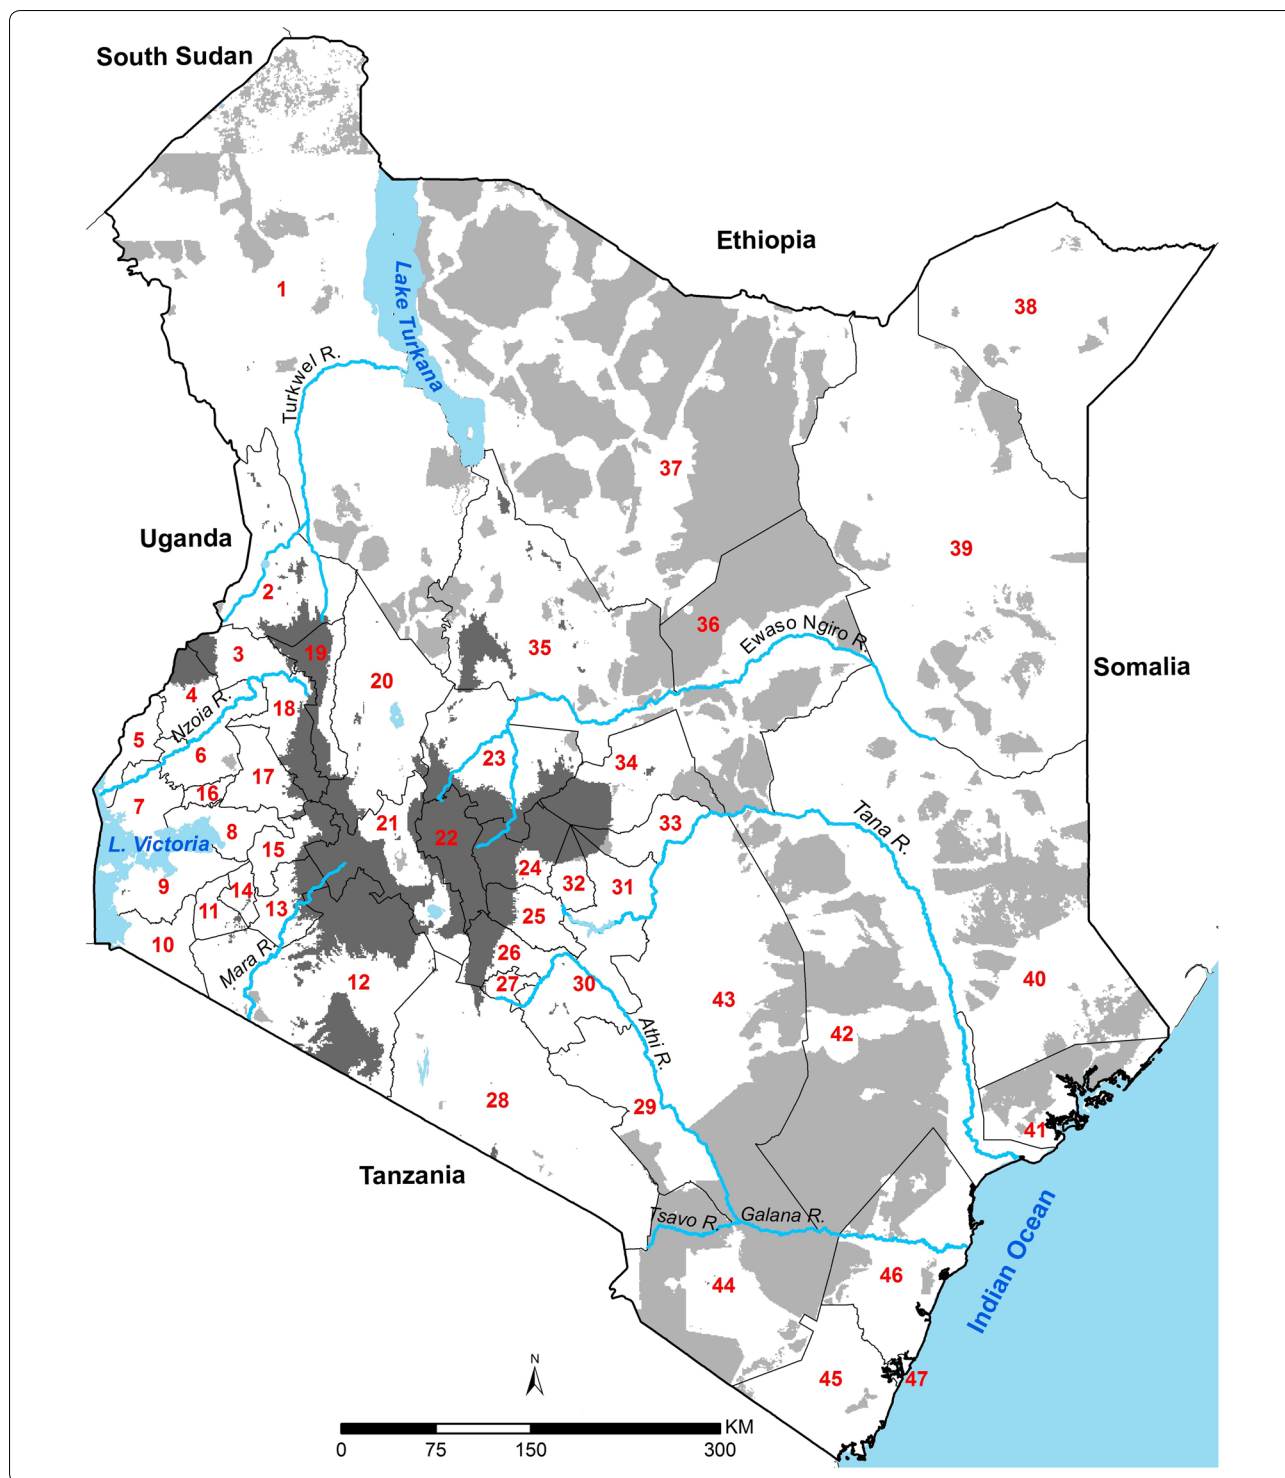 South Sudan
Ethiopia
1
Lake Turkana
38
Turkwel R.
37
Uganda
39
2
36
Ewaso Ngiro R.
3
19
35
Somalia
20
4
18
Nzoia R.
5
6
23
34
17
16
7
21
33
Tana R.
8
22
L. Victoria
15
24
9
14
32
31
11
13
25
10
Mara R.
26
12
27
30
43
40
42
Athi R.
28
29
41
Tanzania
Tsavo R.
Galana R.
Indian Ocean
44
46
45
47
N
KM
0
75
150
300